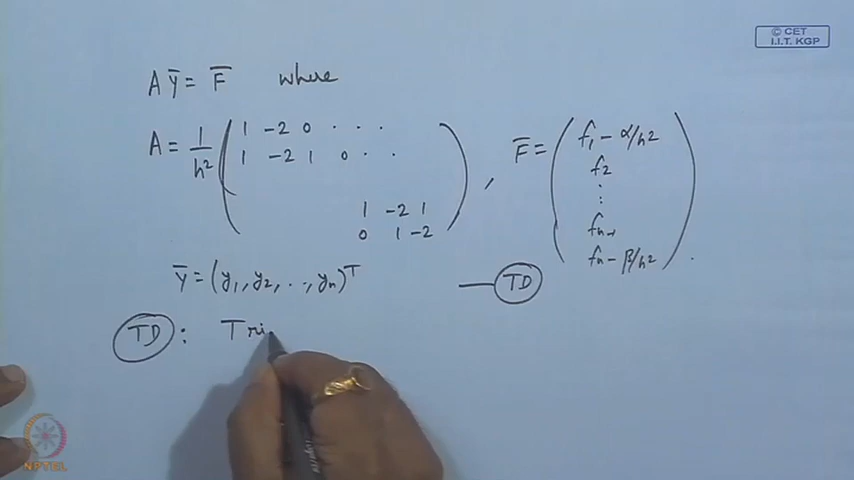 © CET
I.I.T. KGP
A ȳ = F̄ where
A = 1/h² ( 1 -2 0 . . .
1 -2 1 0 . .
1 -2 1
0 1 -2 ) , F̄ = ( f₁ - α/h²
f₂
:
fₙ₋₁
fₙ - β/h² ) .
ȳ = (y₁, y₂, . ., yₙ)ᵀ — TD
TD : Tri
NPTEL